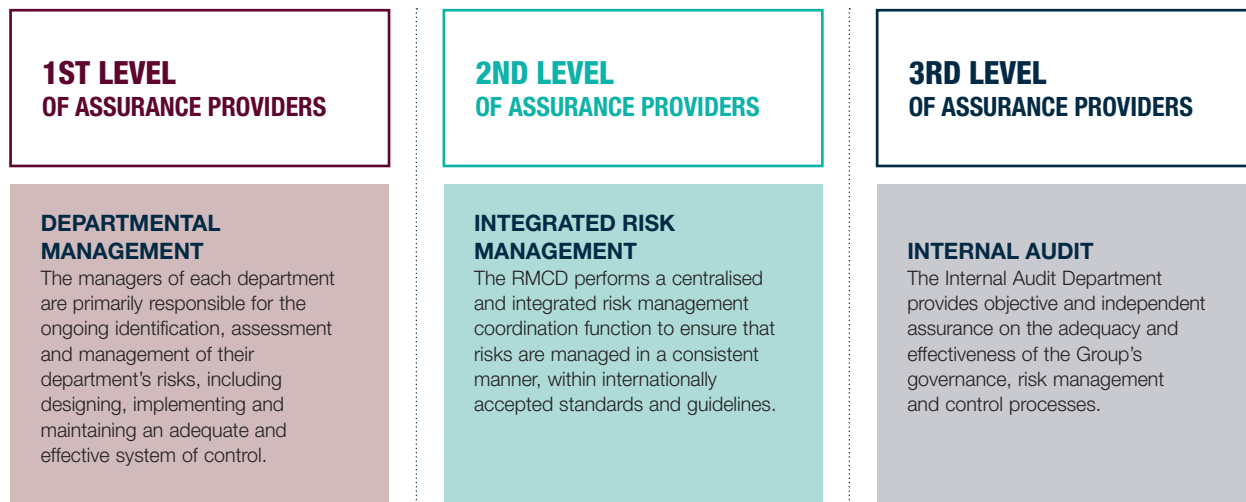 1ST LEVEL
OF ASSURANCE PROVIDERS
DEPARTMENTAL
MANAGEMENT
The managers of each department
are primarily responsible for the
ongoing identification, assessment
and management of their
department’s risks, including
designing, implementing and
maintaining an adequate and
effective system of control.
2ND LEVEL
OF ASSURANCE PROVIDERS
INTEGRATED RISK
MANAGEMENT
The RMCD performs a centralised
and integrated risk management
coordination function to ensure that
risks are managed in a consistent
manner, within internationally
accepted standards and guidelines.
3RD LEVEL
OF ASSURANCE PROVIDERS
INTERNAL AUDIT
The Internal Audit Department
provides objective and independent
assurance on the adequacy and
effectiveness of the Group’s
governance, risk management
and control processes.